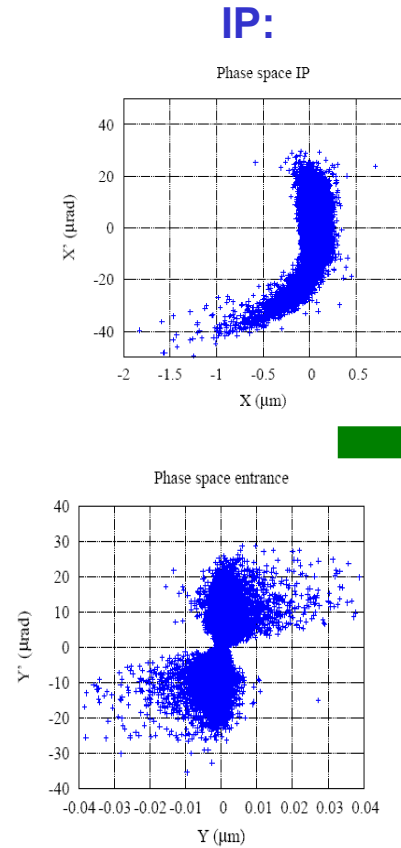 IP:
Phase space IP
40
20
0
-20
-40
X' (μrad)
-2 -1.5 -1 -0.5 0 0.5
X (μm)
Phase space entrance
40
30
20
10
0
-10
-20
-30
-40
Y' (μrad)
-0.04 -0.03 -0.02 -0.01 0 0.01 0.02 0.03 0.04
Y (μm)